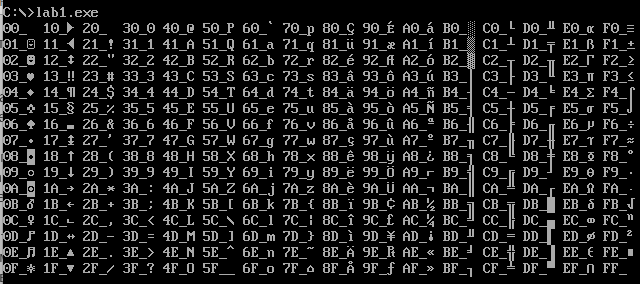 C:\>lab1.exe
00_  10_► 20_  30_0 40_@ 50_P 60_` 70_p 80_Ç 90_É A0_á B0_░ C0_└ D0_╨ E0_α F0_≡
01_☺ 11_◄ 21_! 31_1 41_A 51_Q 61_a 71_q 81_ü 91_æ A1_í B1_▒ C1_┴ D1_╤ E1_ß F1_±
02_☻ 12_↕ 22_" 32_2 42_B 52_R 62_b 72_r 82_é 92_Æ A2_ó B2_▓ C2_┬ D2_╥ E2_Γ F2_≥
03_♥ 13_‼ 23_# 33_3 43_C 53_S 63_c 73_s 83_â 93_ô A3_ú B3_│ C3_├ D3_╙ E3_π F3_≤
04_♦ 14_¶ 24_$ 34_4 44_D 54_T 64_d 74_t 84_ä 94_ö A4_ñ B4_┤ C4_─ D4_╘ E4_Σ F4_⌠
05_♣ 15_§ 25_% 35_5 45_E 55_U 65_e 75_u 85_à 95_ò A5_Ñ B5_╡ C5_┼ D5_╒ E5_σ F5_⌡
06_♠ 16_▬ 26_& 36_6 46_F 56_V 66_f 76_v 86_å 96_û A6_ª B6_╢ C6_╞ D6_╓ E6_µ F6_÷
07_• 17_↨ 27_' 37_7 47_G 57_W 67_g 77_w 87_ç 97_ù A7_º B7_╖ C7_╟ D7_╫ E7_τ F7_≈
08_◘ 18_↑ 28_( 38_8 48_H 58_X 68_h 78_x 88_ê 98_ÿ A8_¿ B8_╕ C8_╚ D8_╪ E8_Φ F8_°
09_○ 19_↓ 29_) 39_9 49_I 59_Y 69_i 79_y 89_ë 99_Ö A9_⌐ B9_╣ C9_╔ D9_┘ E9_Θ F9_∙
0A_◙ 1A_→ 2A_* 3A_: 4A_J 5A_Z 6A_j 7A_z 8A_è 9A_Ü AA_¬ BA_║ CA_╩ DA_┌ EA_Ω FA_·
0B_♂ 1B_← 2B_+ 3B_; 4B_K 5B_[ 6B_k 7B_{ 8B_ï 9B_¢ AB_½ BB_╗ CB_╦ DB_█ EB_δ FB_√
0C_♀ 1C_∟ 2C_, 3C_< 4C_L 5C_\ 6C_l 7C_| 8C_î 9C_£ AC_¼ BC_╝ CC_╠ DC_▄ EC_∞ FC_ⁿ
0D_♪ 1D_↔ 2D_- 3D_= 4D_M 5D_] 6D_m 7D_} 8D_ì 9D_¥ AD_¡ BD_╜ CD_═ DD_▌ ED_φ FD_²
0E_♫ 1E_▲ 2E_. 3E_> 4E_N 5E_^ 6E_n 7E_~ 8E_Ä 9E_₧ AE_« BE_╛ CE_╬ DE_▐ EE_ε FE_■
0F_☼ 1F_▼ 2F_/ 3F_? 4F_O 5F__ 6F_o 7F_⌂ 8F_Å 9F_ƒ AF_» BF_┐ CF_╧ DF_▀ EF_∩ FF_